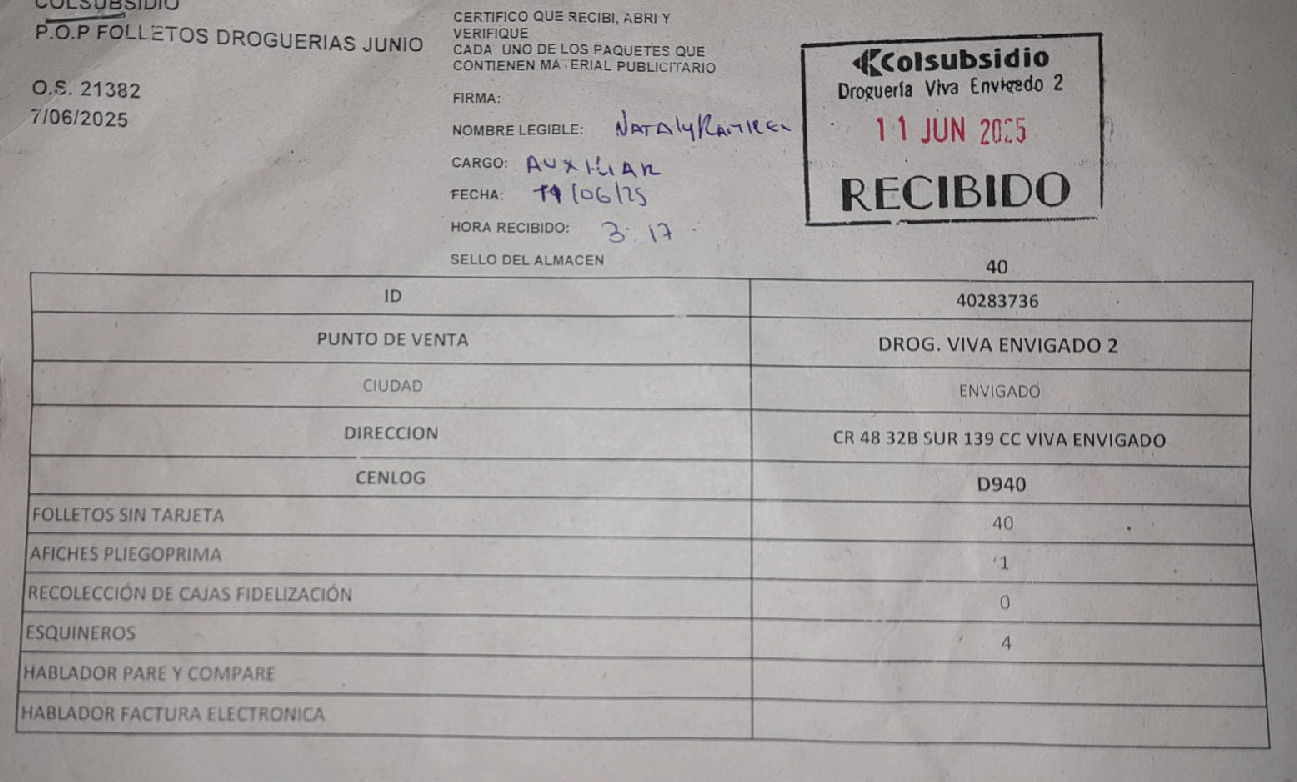 COLSUBSIDIO
P.O.P FOLLETOS DROGUERIAS JUNIO
O.S. 21382
7/06/2025
CERTIFICO QUE RECIBI, ABRI Y
VERIFIQUE
CADA UNO DE LOS PAQUETES QUE
CONTIENEN MATERIAL PUBLICITARIO
FIRMA:
NOMBRE LEGIBLE: NATALY RAMIREZ
CARGO: AUXILIAR
FECHA: /06/25
HORA RECIBIDO: 3:17
SELLO DEL ALMACEN
Colsubsidio
Droguería Viva Envigado 2
11 JUN 2025
RECIBIDO
40
ID 40283736
PUNTO DE VENTA DROG. VIVA ENVIGADO 2
CIUDAD ENVIGADO
DIRECCION CR 48 32B SUR 139 CC VIVA ENVIGADO
CENLOG D940
FOLLETOS SIN TARJETA 40
AFICHES PLIEGOPRIMA 1
RECOLECCIÓN DE CAJAS FIDELIZACIÓN 0
ESQUINEROS 4
HABLADOR PARE Y COMPARE
HABLADOR FACTURA ELECTRONICA